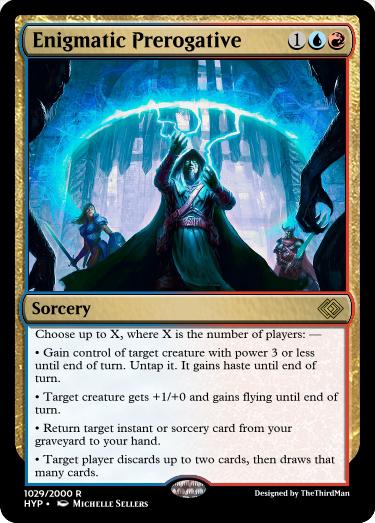 Enigmatic Prerogative 1
Sorcery
Choose up to X, where X is the number of players: —
• Gain control of target creature with power 3 or less
until end of turn. Untap it. It gains haste until end of
turn.
• Target creature gets +1/+0 and gains flying until end of
turn.
• Return target instant or sorcery card from your
graveyard to your hand.
• Target player discards up to two cards, then draws that
many cards.
1029/2000 R
HYP • Michelle Sellers
Designed by TheThirdMan